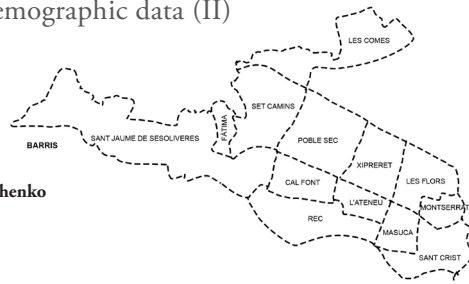 emographic data (II)
LES COMES
SET CAMINS
FÀTIMA
SANT JAUME DE SESOLIVERES
BARRIS
POBLE SEC
XIPRERET
CAL FONT
LES FLORS
henko
L'ATENEU
MONTSERRAT
REC
MASUCA
SANT CRIST